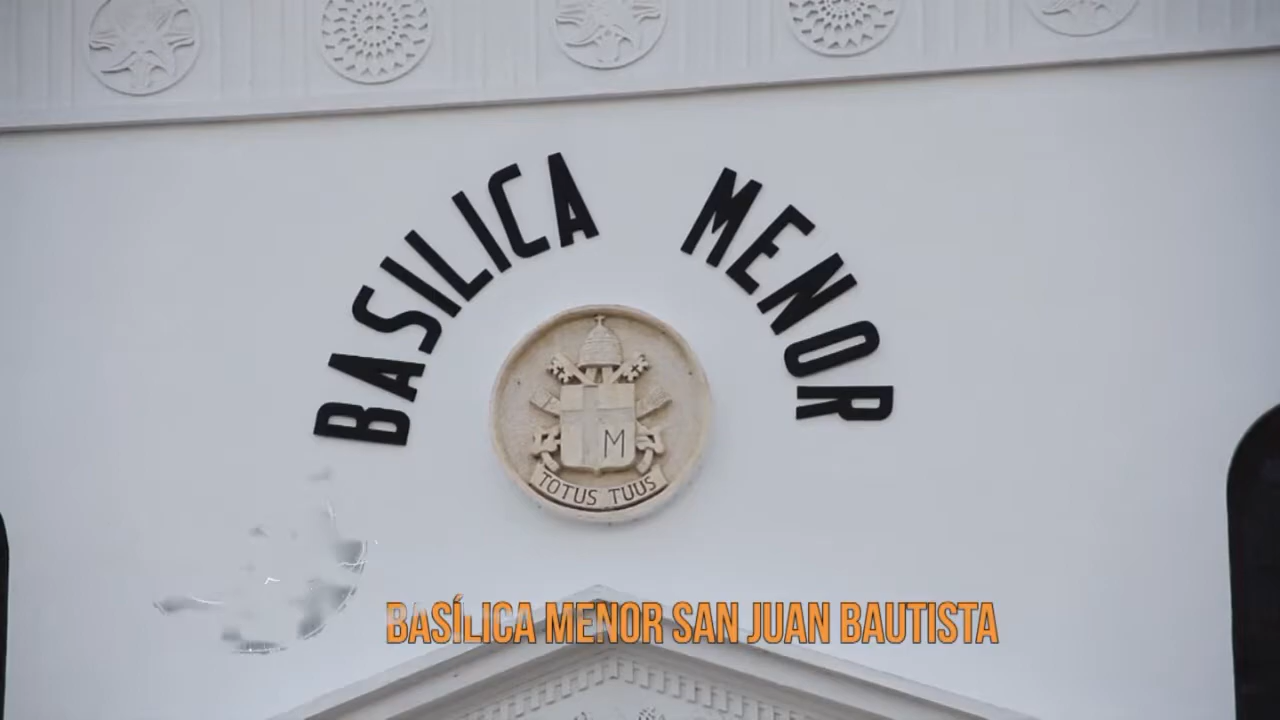 BASILICA MENOR
M
TOTUS TUUS
BASÍLICA MENOR SAN JUAN BAUTISTA